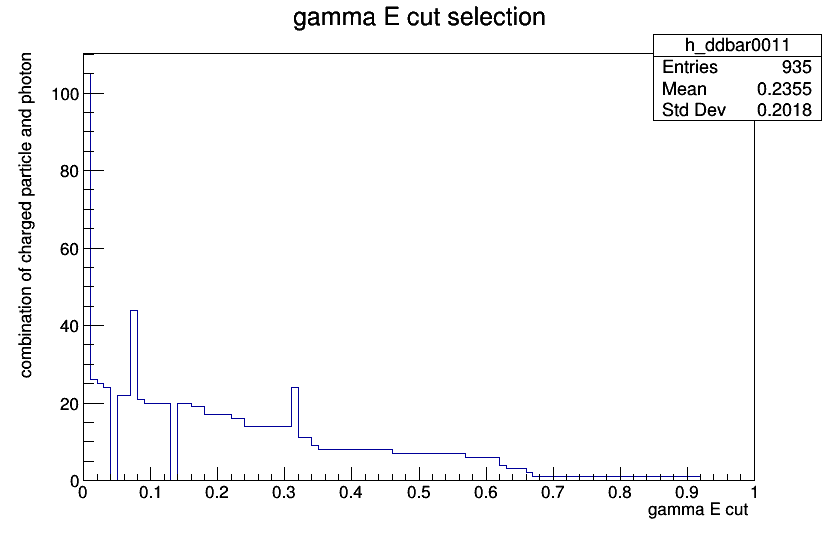 gamma E cut selection
h_ddbar0011
Entries 935
Mean 0.2355
Std Dev 0.2018
combination of charged particle and photon
100
80
60
40
20
0
0 0.1 0.2 0.3 0.4 0.5 0.6 0.7 0.8 0.9 1
gamma E cut